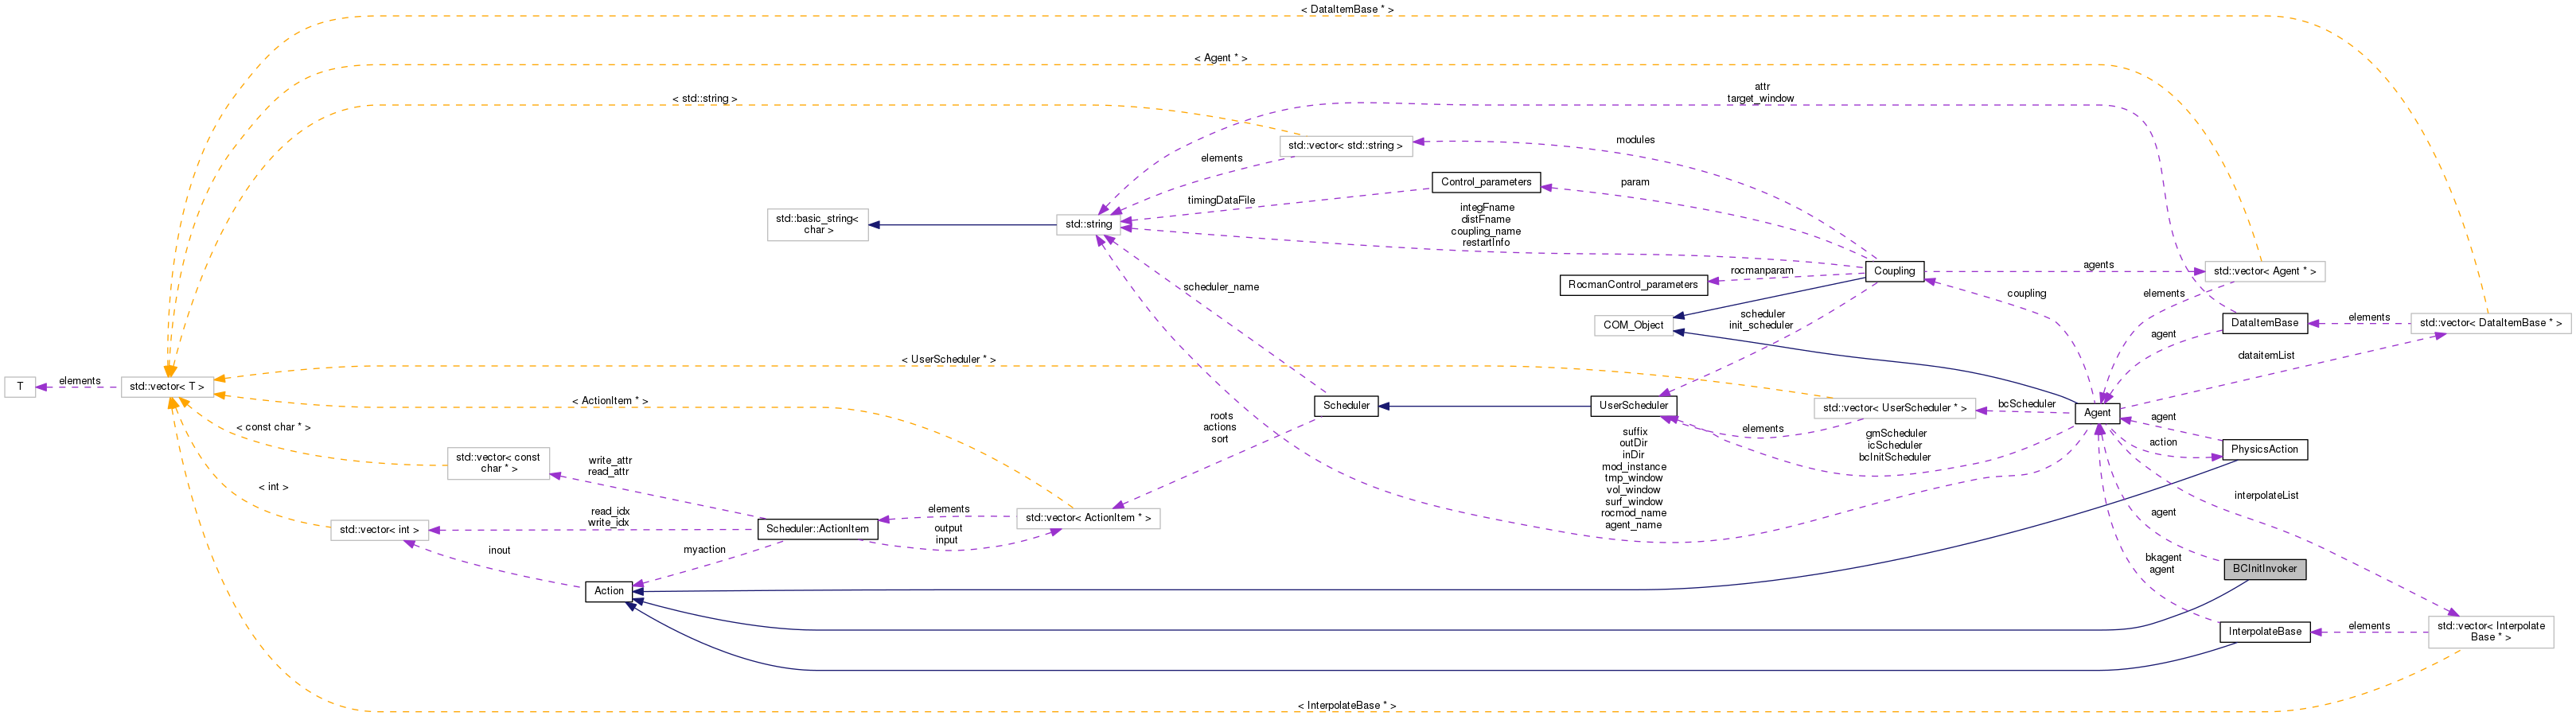 < DataItemBase * >
< Agent * >
attr
target_window
< std::string >
modules
std::vector< std::string >
elements
Control_parameters
param
timingDataFile
std::basic_string<
char >
std::string
integFname
distFname
coupling_name
restartInfo
rocmanparam
RocmanControl_parameters
Coupling
agents
std::vector< Agent * >
scheduler_name
coupling
elements
scheduler
init_scheduler
COM_Object
DataItemBase
elements
std::vector< DataItemBase * >
agent
dataitemList
< UserScheduler * >
T
elements
std::vector< T >
< ActionItem * >
Scheduler
UserScheduler
std::vector< UserScheduler * >
bcScheduler
Agent
roots
actions
sort
elements
gmScheduler
icScheduler
bcInitScheduler
agent
action
PhysicsAction
< const char * >
suffix
outDir
inDir
mod_instance
tmp_window
vol_window
surf_window
rocmod_name
agent_name
std::vector< const
char * >
write_attr
read_attr
< int >
interpolateList
read_idx
write_idx
std::vector< int >
Scheduler::ActionItem
elements
output
input
std::vector< ActionItem * >
agent
inout
myaction
bkagent
agent
BCInitInvoker
Action
InterpolateBase
elements
std::vector< Interpolate
Base * >
< InterpolateBase * >